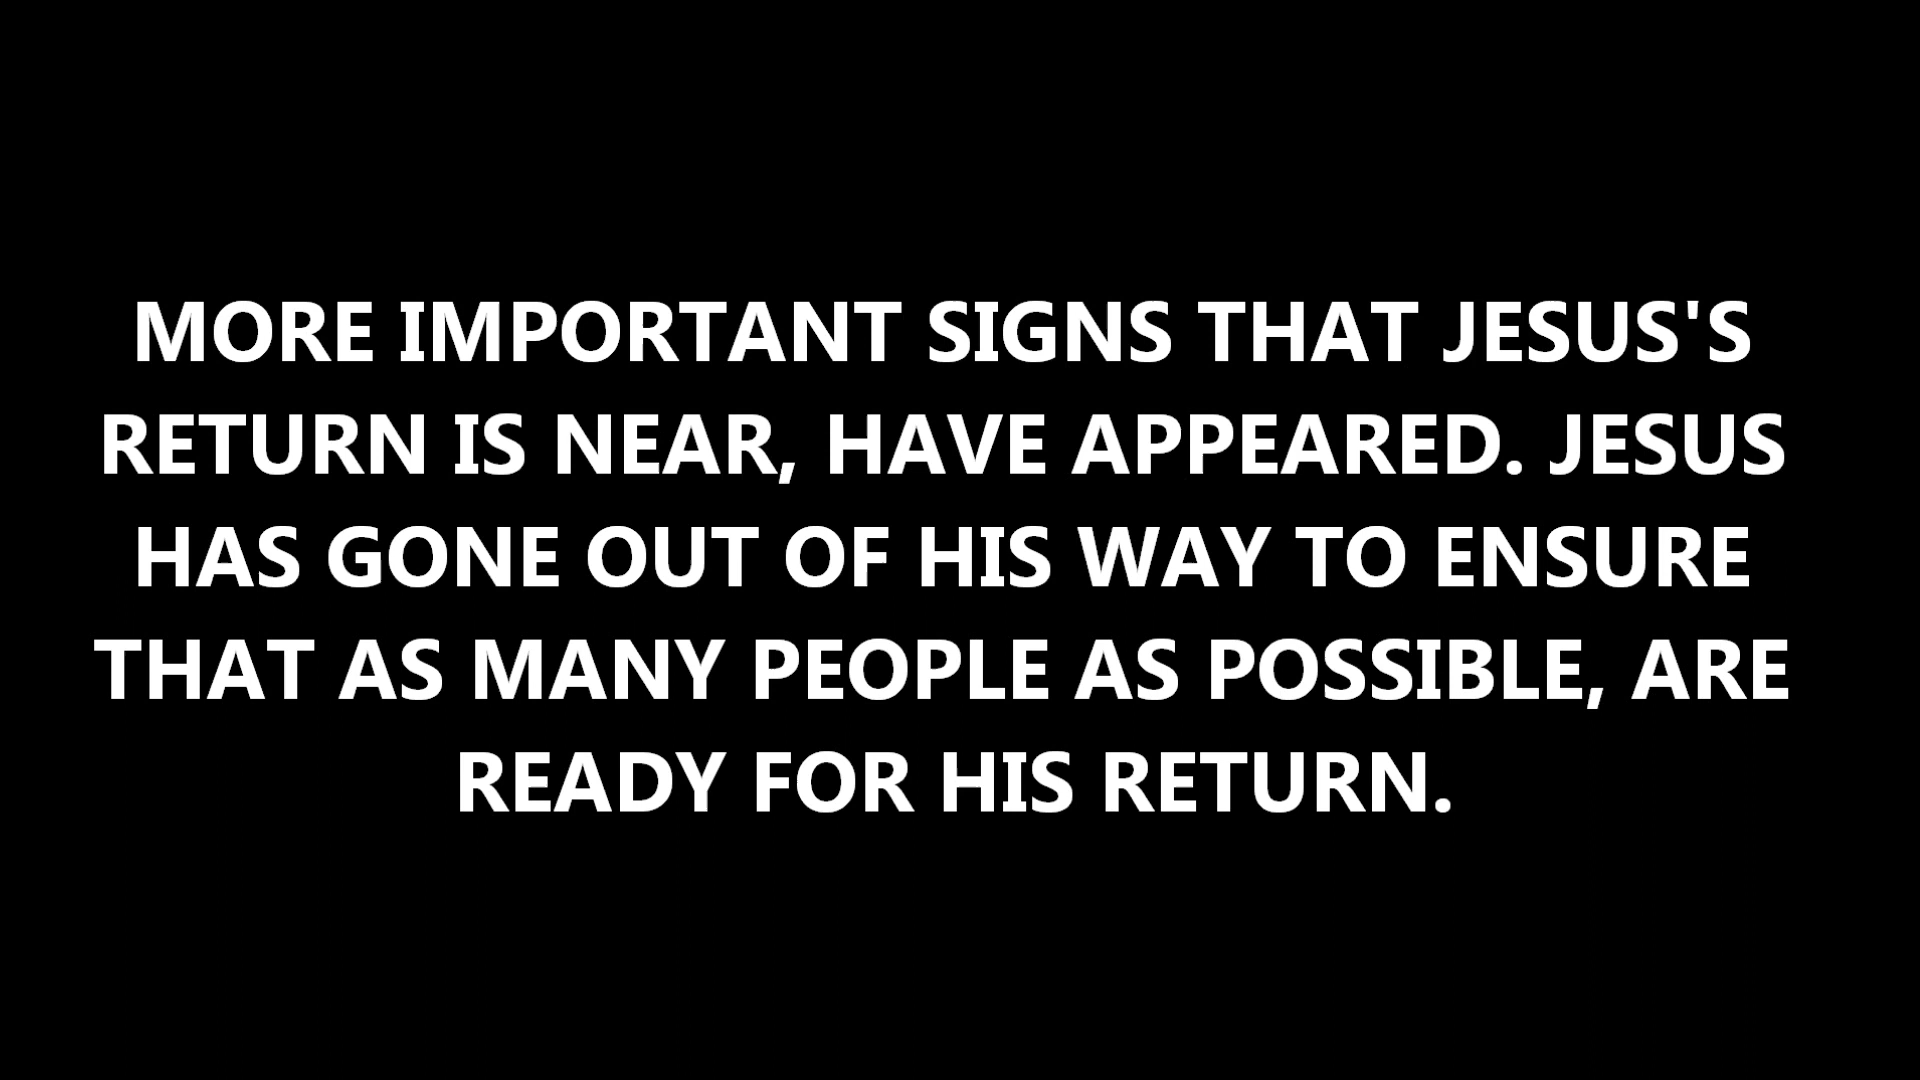 MORE IMPORTANT SIGNS THAT JESUS'S
RETURN IS NEAR, HAVE APPEARED. JESUS
HAS GONE OUT OF HIS WAY TO ENSURE
THAT AS MANY PEOPLE AS POSSIBLE, ARE
READY FOR HIS RETURN.